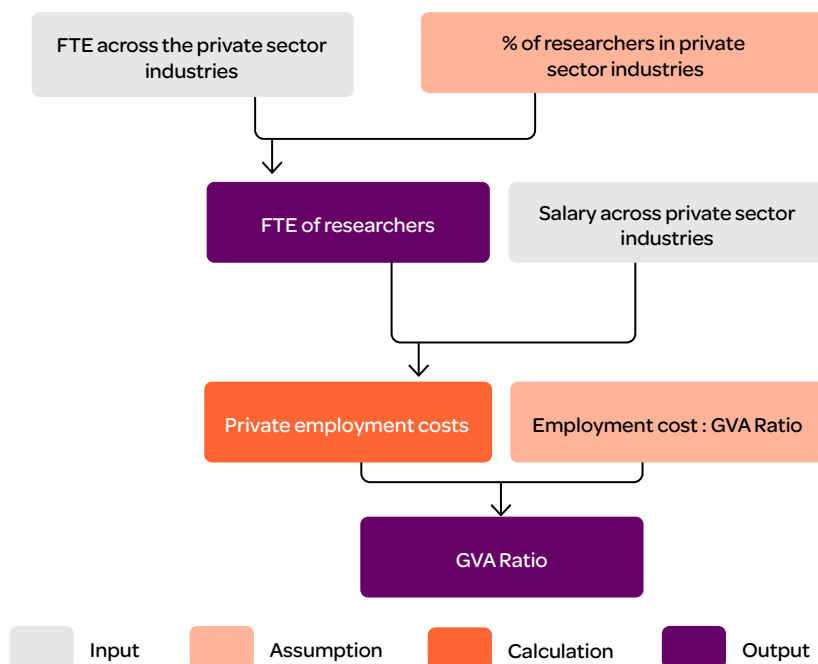 FTE across the private sector
industries
% of researchers in private
sector industries
FTE of researchers
Salary across private sector
industries
Private employment costs
Employment cost : GVA Ratio
GVA Ratio
Input
Assumption
Calculation
Output